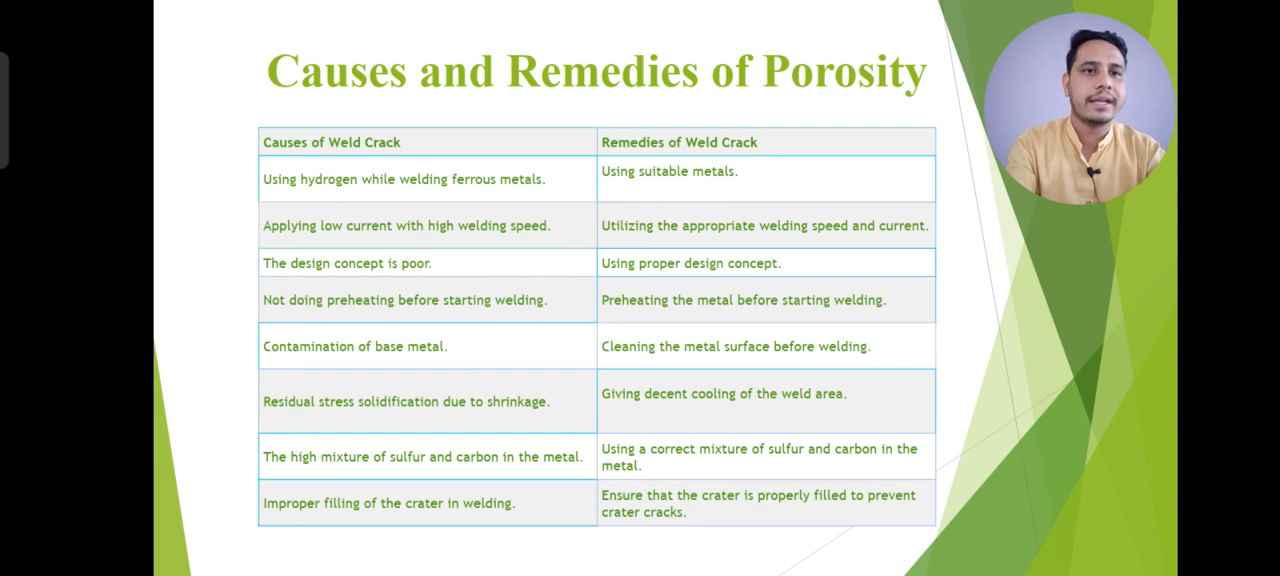 Causes and Remedies of Porosity
Causes of Weld Crack
Remedies of Weld Crack
Using hydrogen while welding ferrous metals.
Using suitable metals.
Applying low current with high welding speed.
Utilizing the appropriate welding speed and current.
The design concept is poor.
Using proper design concept.
Not doing preheating before starting welding.
Preheating the metal before starting welding.
Contamination of base metal.
Cleaning the metal surface before welding.
Residual stress solidification due to shrinkage.
Giving decent cooling of the weld area.
The high mixture of sulfur and carbon in the metal.
Using a correct mixture of sulfur and carbon in the
metal.
Improper filling of the crater in welding.
Ensure that the crater is properly filled to prevent
crater cracks.